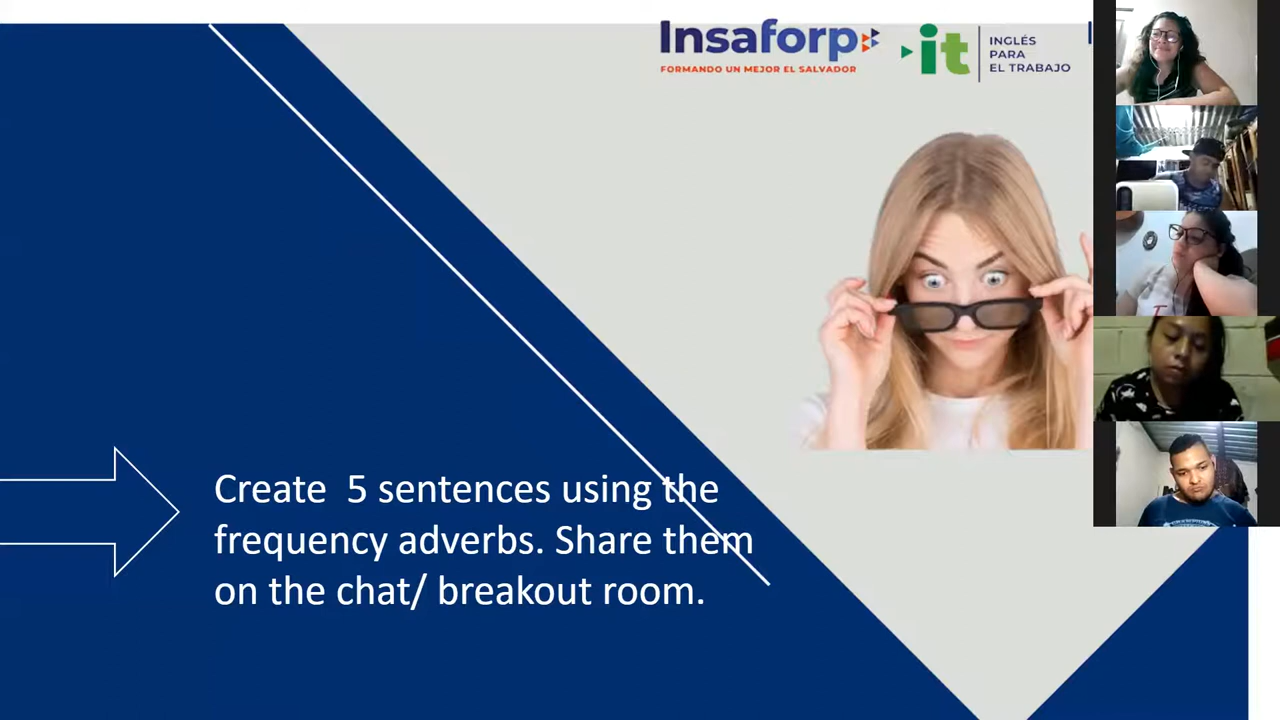 Insaforp
FORMANDO UN MEJOR EL SALVADOR
it
INGLÉS
PARA
EL TRABAJO
Create 5 sentences using the
frequency adverbs. Share them
on the chat/ breakout room.